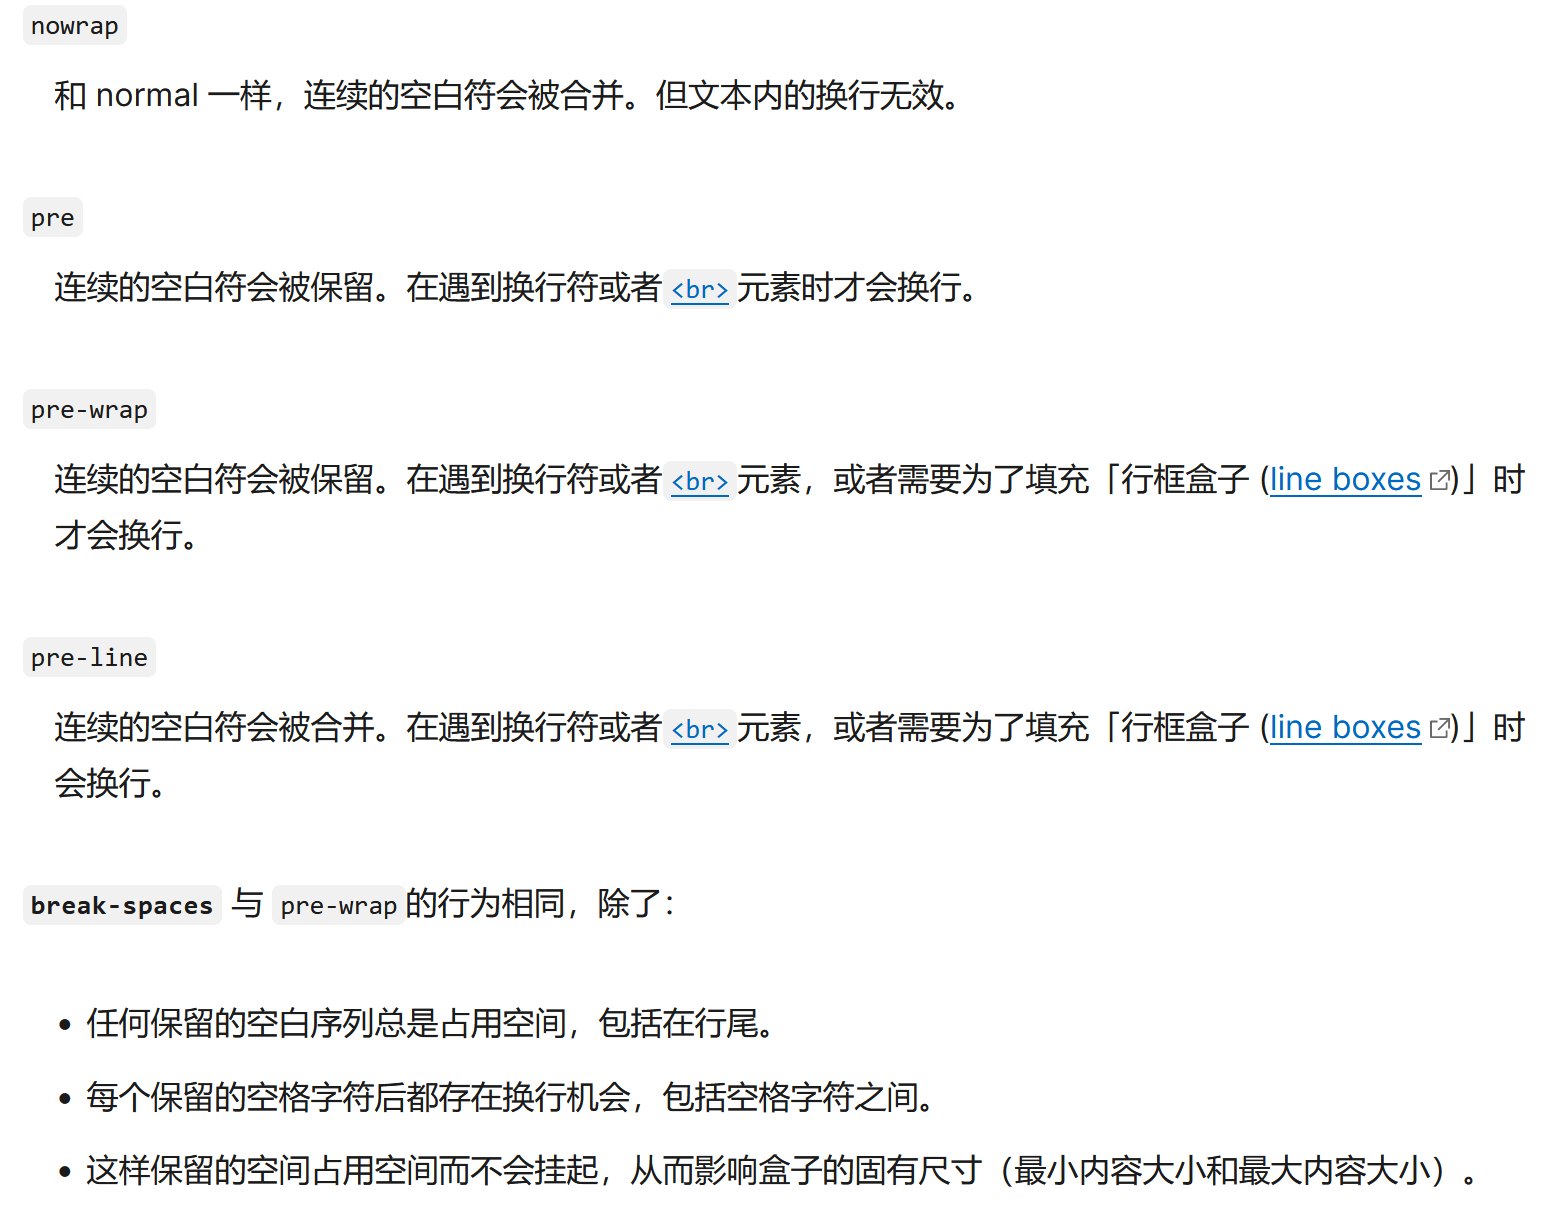 nowrap
和 normal 一样，连续的空白符会被合并。但文本内的换行无效。
pre
连续的空白符会被保留。在遇到换行符或者<br>元素时才会换行。
pre-wrap
连续的空白符会被保留。在遇到换行符或者<br>元素，或者需要为了填充「行框盒子 (line boxes)」时
才会换行。
pre-line
连续的空白符会被合并。在遇到换行符或者<br>元素，或者需要为了填充「行框盒子 (line boxes)」时
会换行。
break-spaces 与 pre-wrap的行为相同，除了：
• 任何保留的空白序列总是占用空间，包括在行尾。
• 每个保留的空格字符后都存在换行机会，包括空格字符之间。
• 这样保留的空间占用空间而不会挂起，从而影响盒子的固有尺寸（最小内容大小和最大内容大小）。